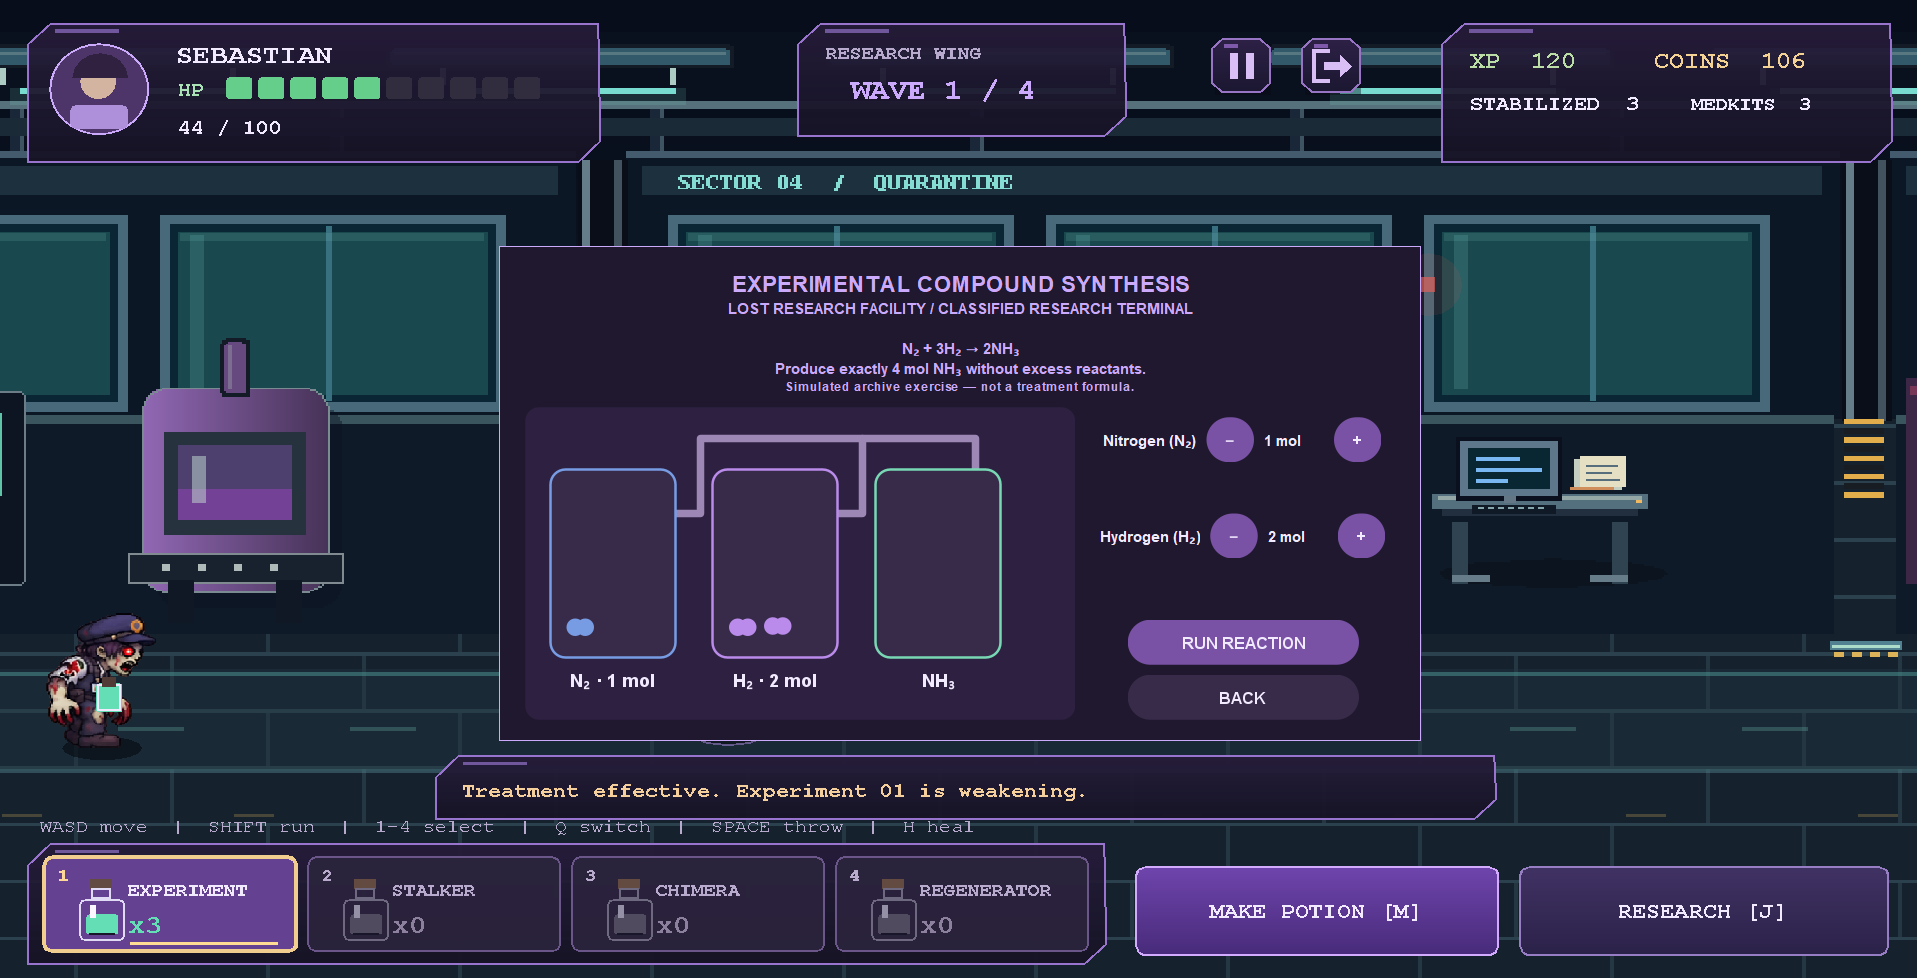 SEBASTIAN
HP
44 / 100
RESEARCH WING
WAVE 1 / 4
XP 120 COINS 106
STABILIZED 3 MEDKITS 3
SECTOR 04 / QUARANTINE
EXPERIMENTAL COMPOUND SYNTHESIS
LOST RESEARCH FACILITY / CLASSIFIED RESEARCH TERMINAL
N₂ + 3H₂ → 2NH₃
Produce exactly 4 mol NH₃ without excess reactants.
Simulated archive exercise — not a treatment formula.
Nitrogen (N₂) – 1 mol +
Hydrogen (H₂) – 2 mol +
N₂ · 1 mol H₂ · 2 mol NH₃
RUN REACTION
BACK
Treatment effective. Experiment 01 is weakening.
WASD move | SHIFT run | 1-4 select | Q switch | SPACE throw | H heal
1 EXPERIMENT x3
2 STALKER x0
3 CHIMERA x0
4 REGENERATOR x0
MAKE POTION [M]
RESEARCH [J]